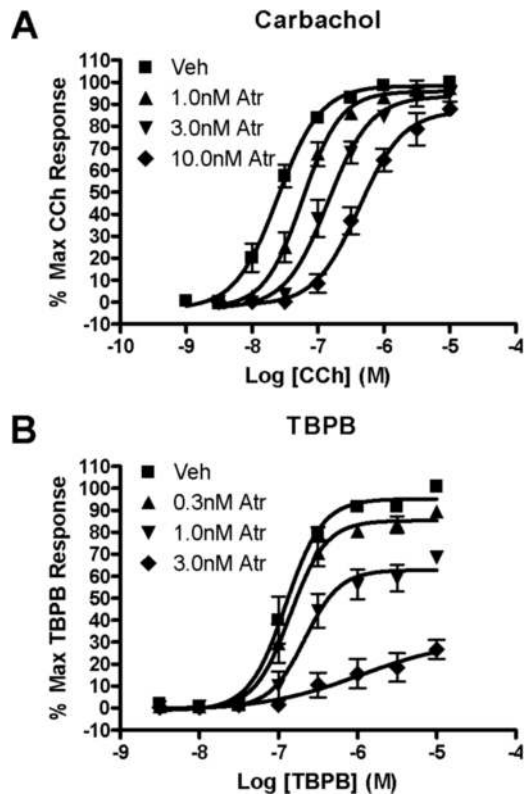 A
Carbachol
% Max CCh Response
110
100
90
80
70
60
50
40
30
20
10
0
-10
Veh
1.0nM Atr
3.0nM Atr
10.0nM Atr
-10 -9 -8 -7 -6 -5 -4
Log [CCh] (M)
B
TBPB
% Max TBPB Response
110
100
90
80
70
60
50
40
30
20
10
0
-10
Veh
0.3nM Atr
1.0nM Atr
3.0nM Atr
-9 -8 -7 -6 -5 -4
Log [TBPB] (M)